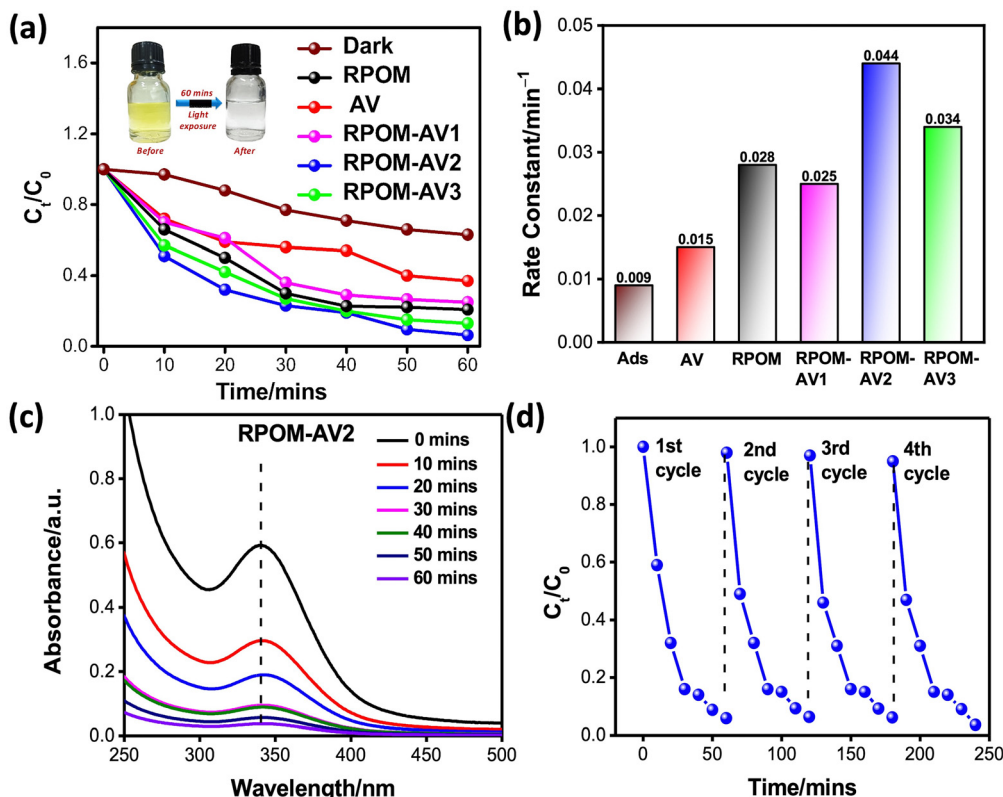 (a)
C_t/C_0
1.6
1.2
0.8
0.4
0.0
0
10
20
30
40
50
60
Time/mins
60 mins
Light
exposure
Before
After
Dark
RPOM
AV
RPOM-AV1
RPOM-AV2
RPOM-AV3
(b)
Rate Constant/min⁻¹
0.05
0.04
0.03
0.02
0.01
0.00
0.009
0.015
0.028
0.025
0.044
0.034
Ads
AV
RPOM
RPOM-
AV1
RPOM-
AV2
RPOM-
AV3
(c)
Absorbance/a.u.
1.0
0.8
0.6
0.4
0.2
0.0
250
300
350
400
450
500
Wavelength/nm
RPOM-AV2
0 mins
10 mins
20 mins
30 mins
40 mins
50 mins
60 mins
(d)
C_t/C_0
1.0
0.8
0.6
0.4
0.2
0.0
0
50
100
150
200
250
Time/mins
1st
cycle
2nd
cycle
3rd
cycle
4th
cycle